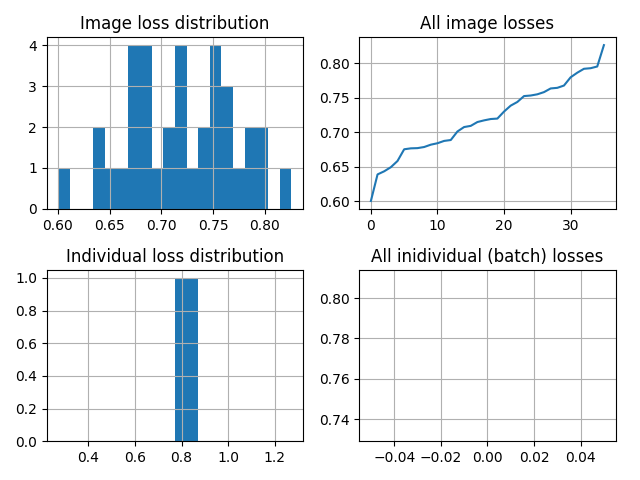 Image loss distribution
4
3
2
1
0
0.60 0.65 0.70 0.75 0.80
All image losses
0.80
0.75
0.70
0.65
0.60
0 10 20 30
Individual loss distribution
1.0
0.8
0.6
0.4
0.2
0.0
0.4 0.6 0.8 1.0 1.2
All inidividual (batch) losses
0.80
0.78
0.76
0.74
−0.04 −0.02 0.00 0.02 0.04